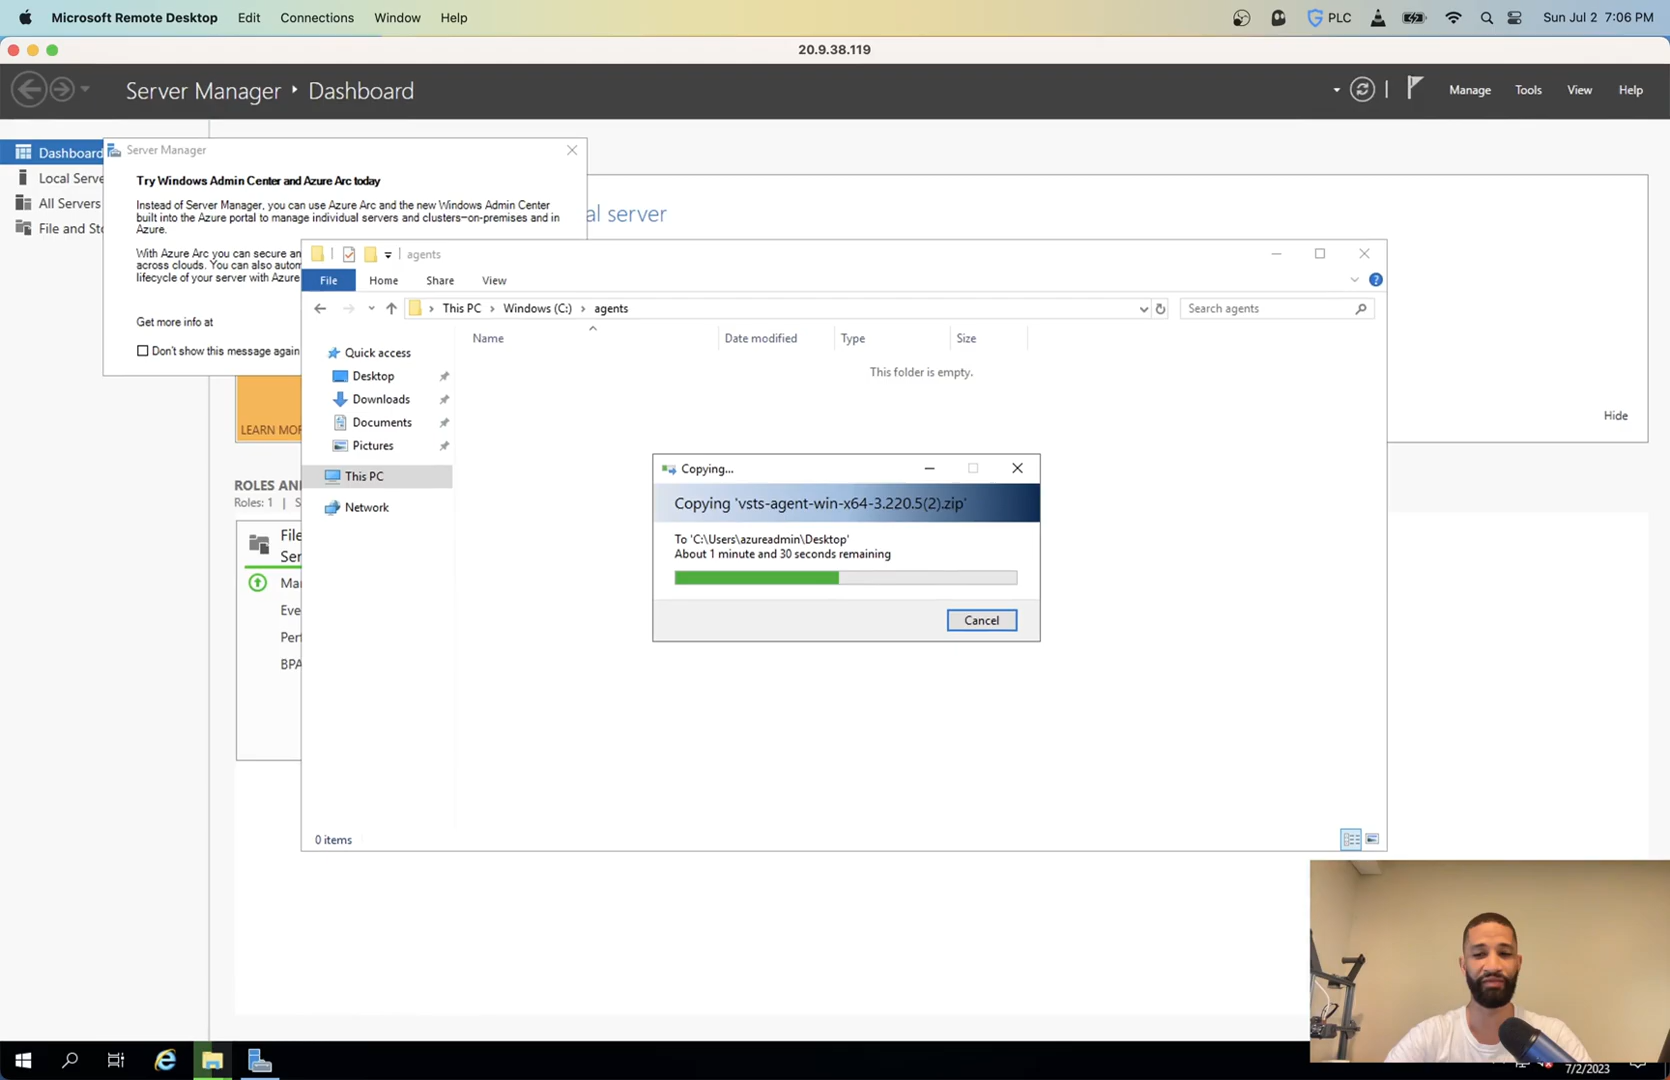 Microsoft Remote Desktop Edit Connections Window Help
PLC Sun Jul 2 7:06 PM
20.9.38.119
Server Manager Dashboard
Manage Tools View Help
Dashboard
Local Serve
All Servers
File and Sto
Server Manager
Try Windows Admin Center and Azure Arc today
Instead of Server Manager, you can use Azure Arc and the new Windows Admin Center
built into the Azure portal to manage individual servers and clusters-on-premises and in
Azure.
With Azure Arc you can secure an
across clouds. You can also autom
lifecycle of your server with Azure
Get more info at
Don't show this message again
al server
agents
File Home Share View
This PC Windows (C:) agents
Search agents
Name Date modified Type Size
This folder is empty.
Quick access
Desktop
Downloads
Documents
Pictures
This PC
Network
Hide
LEARN MOR
ROLES AN
Roles: 1 | S
File
Ser
Mar
Eve
Per
BPA
Copying...
Copying 'vsts-agent-win-x64-3.220.5(2).zip'
To 'C:\Users\azureadmin\Desktop'
About 1 minute and 30 seconds remaining
Cancel
0 items
7/2/2023